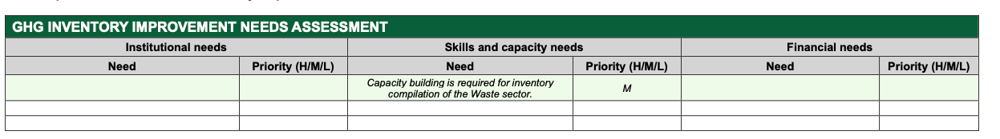 GHG INVENTORY IMPROVEMENT NEEDS ASSESSMENT
Institutional needs
Skills and capacity needs
Financial needs
Need
Priority (H/M/L)
Need
Priority (H/M/L)
Need
Priority (H/M/L)
Capacity building is required for inventory
compilation of the Waste sector.
M